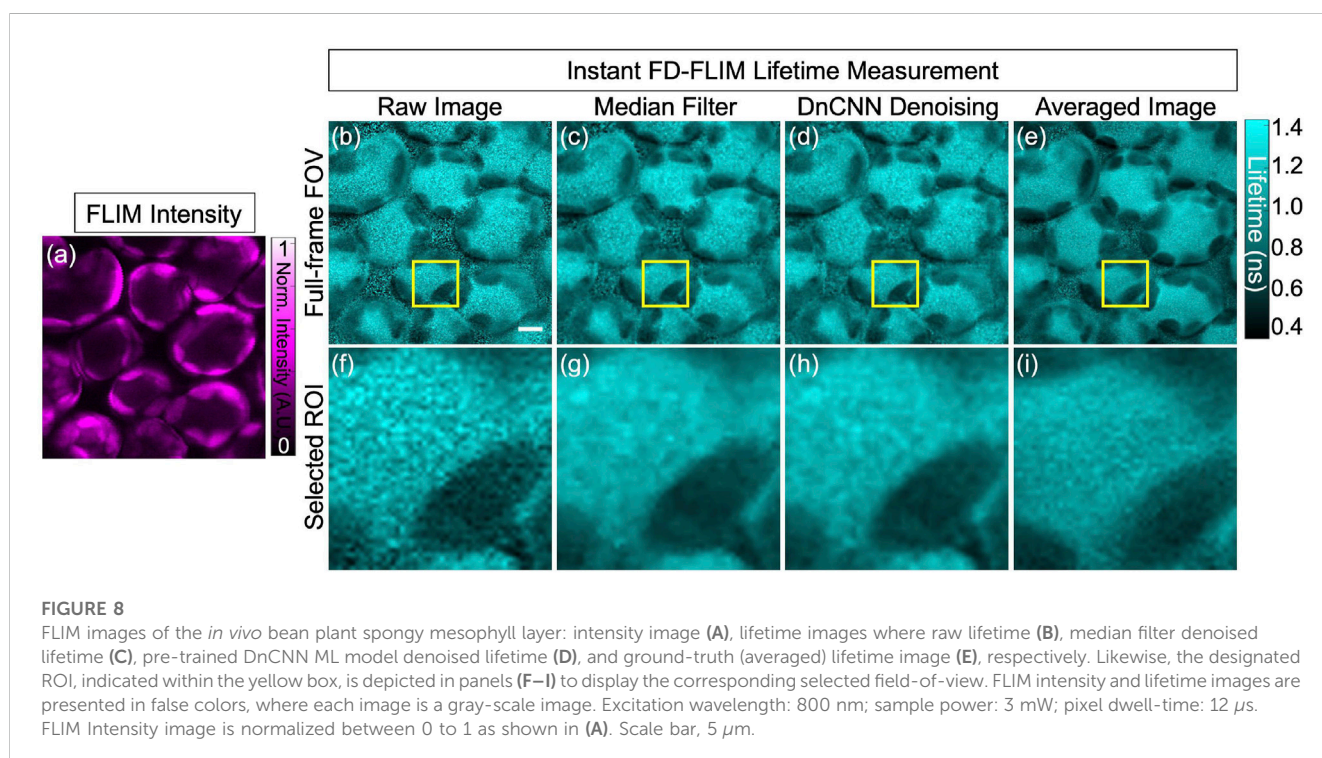 Instant FD-FLIM Lifetime Measurement
Raw Image Median Filter DnCNN Denoising Averaged Image
FLIM Intensity
(a)
1
Norm. Intensity (A.U.)
0
Full-frame FOV
(b) (c) (d) (e)
1.4
1.2
1.0
0.8
0.6
0.4
Lifetime (ns)
Selected ROI
(f) (g) (h) (i)
FIGURE 8
FLIM images of the in vivo bean plant spongy mesophyll layer: intensity image (A), lifetime images where raw lifetime (B), median filter denoised
lifetime (C), pre-trained DnCNN ML model denoised lifetime (D), and ground-truth (averaged) lifetime image (E), respectively. Likewise, the designated
ROI, indicated within the yellow box, is depicted in panels (F–I) to display the corresponding selected field-of-view. FLIM intensity and lifetime images are
presented in false colors, where each image is a gray-scale image. Excitation wavelength: 800 nm; sample power: 3 mW; pixel dwell-time: 12 µs.
FLIM Intensity image is normalized between 0 to 1 as shown in (A). Scale bar, 5 µm.